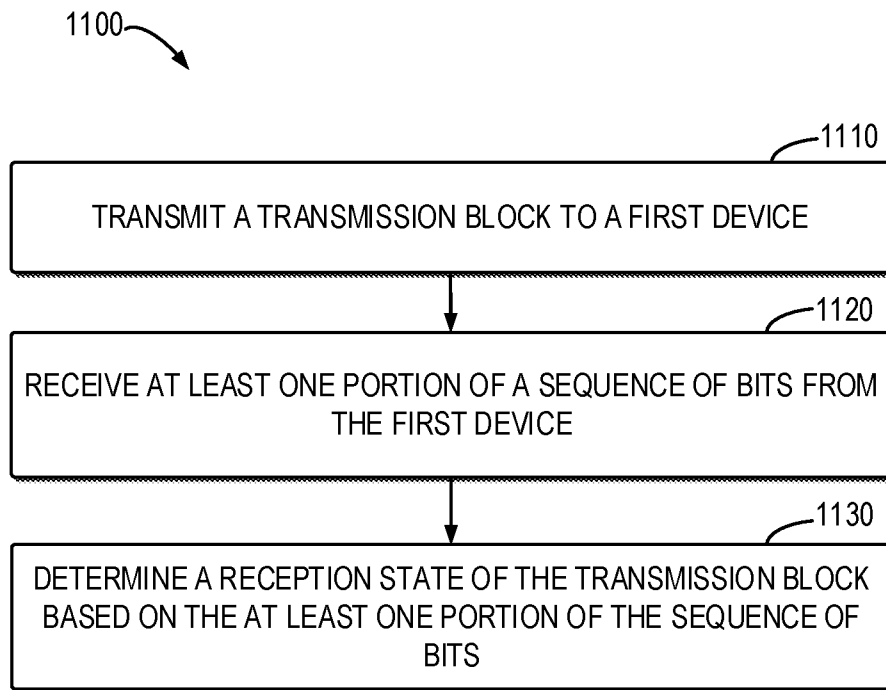 1100
1110
TRANSMIT A TRANSMISSION BLOCK TO A FIRST DEVICE
1120
RECEIVE AT LEAST ONE PORTION OF A SEQUENCE OF BITS FROM
THE FIRST DEVICE
1130
DETERMINE A RECEPTION STATE OF THE TRANSMISSION BLOCK
BASED ON THE AT LEAST ONE PORTION OF THE SEQUENCE OF
BITS